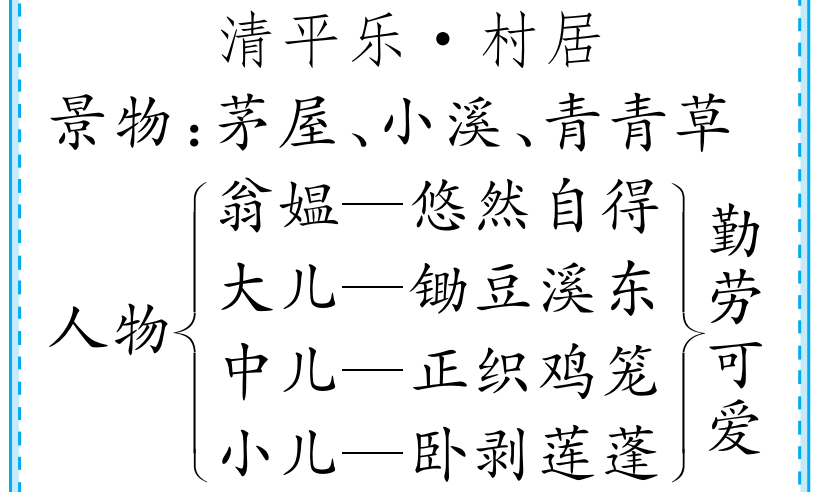 清平乐·村居
景物：茅屋、小溪、青青草
人物
翁媪—悠然自得
大儿—锄豆溪东
中儿—正织鸡笼
小儿—卧剥莲蓬
勤劳可爱